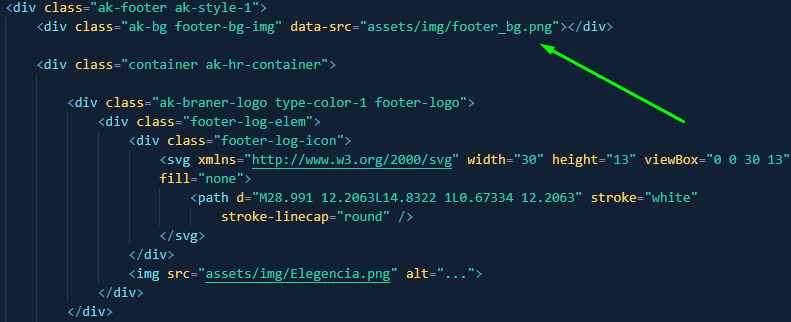 <div class="ak-footer ak-style-1">
<div class="ak-bg footer-bg-img" data-src="assets/img/footer_bg.png"></div>
<div class="container ak-hr-container">
<div class="ak-braner-logo type-color-1 footer-logo">
<div class="footer-log-elem">
<div class="footer-log-icon">
<svg xmlns="http://www.w3.org/2000/svg" width="30" height="13" viewBox="0 0 30 13"
fill="none">
<path d="M28.991 12.2063L14.8322 1L0.67334 12.2063" stroke="white"
stroke-linecap="round" />
</svg>
</div>
<img src="assets/img/Elegencia.png" alt="...">
</div>
</div>